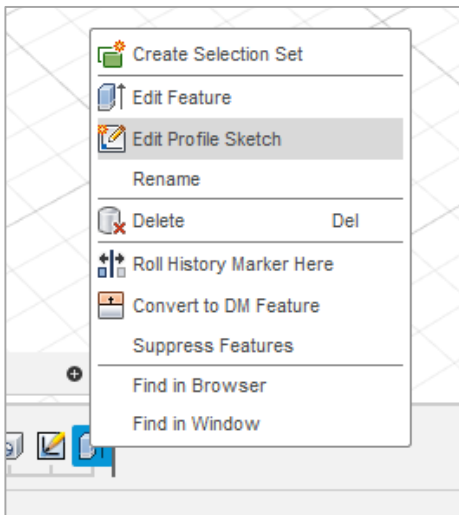 Create Selection Set
Edit Feature
Edit Profile Sketch
Rename
Delete Del
Roll History Marker Here
Convert to DM Feature
Suppress Features
Find in Browser
Find in Window